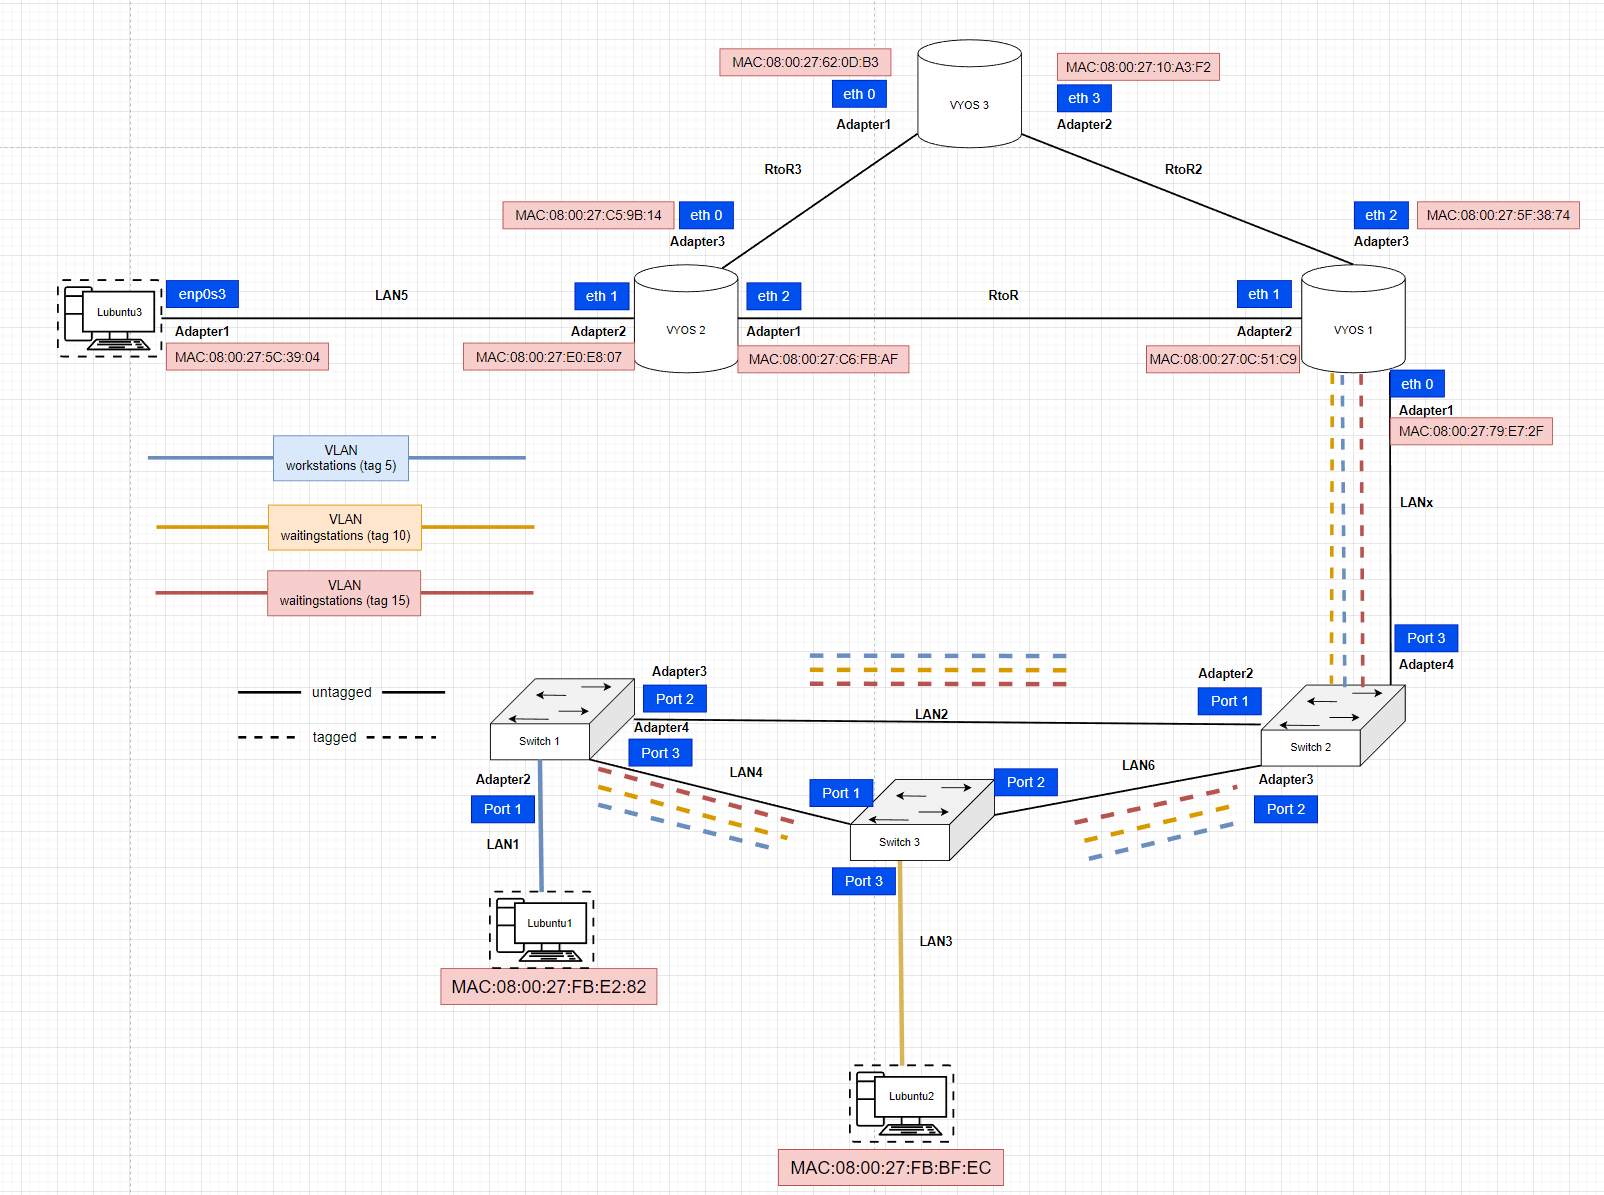 MAC:08:00:27:62:0D:B3
MAC:08:00:27:10:A3:F2
eth 0
VYOS 3
eth 3
Adapter1
Adapter2
RtoR3
RtoR2
MAC:08:00:27:C5:9B:14
eth 0
eth 2
MAC:08:00:27:5F:38:74
Adapter3
Adapter3
enp0s3
LAN5
eth 1
eth 2
RtoR
eth 1
Lubuntu3
Adapter1
Adapter2
VYOS 2
Adapter1
Adapter2
VYOS 1
MAC:08:00:27:5C:39:04
MAC:08:00:27:E0:E8:07
MAC:08:00:27:C6:FB:AF
MAC:08:00:27:0C:51:C9
eth 0
Adapter1
MAC:08:00:27:79:E7:2F
VLAN
workstations (tag 5)
LANx
VLAN
waitingstations (tag 10)
VLAN
waitingstations (tag 15)
Port 3
Adapter4
untagged
tagged
Adapter3
Port 2
Adapter2
Port 1
LAN2
Adapter4
Switch 1
Port 3
Switch 2
LAN4
LAN6
Adapter2
Port 1
Port 1
Port 2
Adapter3
Port 2
LAN1
Switch 3
Port 3
Lubuntu1
LAN3
MAC:08:00:27:FB:E2:82
Lubuntu2
MAC:08:00:27:FB:BF:EC